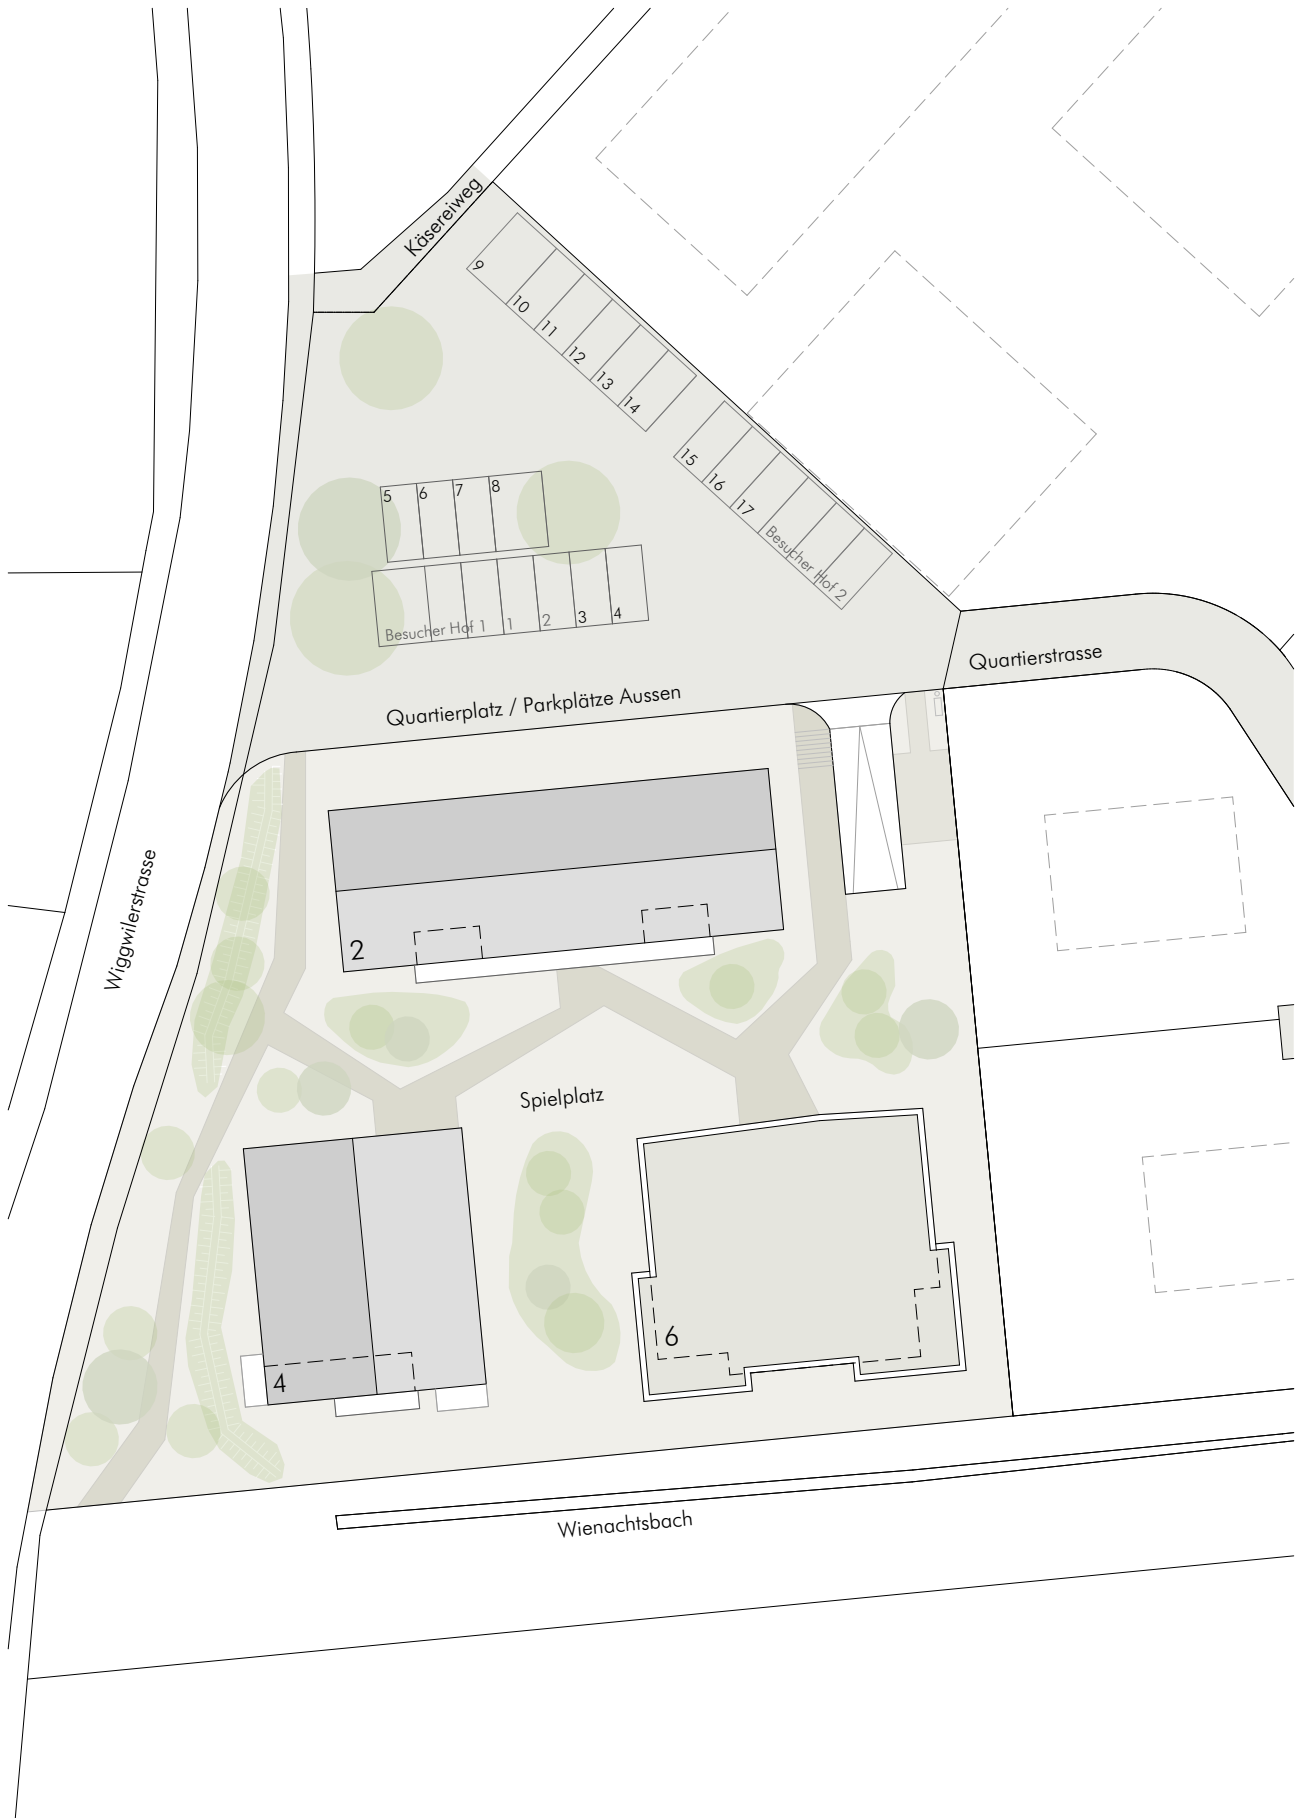 Käsereiweg
9
10
11
12
13
14
15
16
17
Besucher Hof 2
5
6
7
8
Besucher Hof 1
1
2
3
4
Quartierstrasse
Quartierplatz / Parkplätze Aussen
Wiggwilerstrasse
2
Spielplatz
6
4
Wienachtsbach